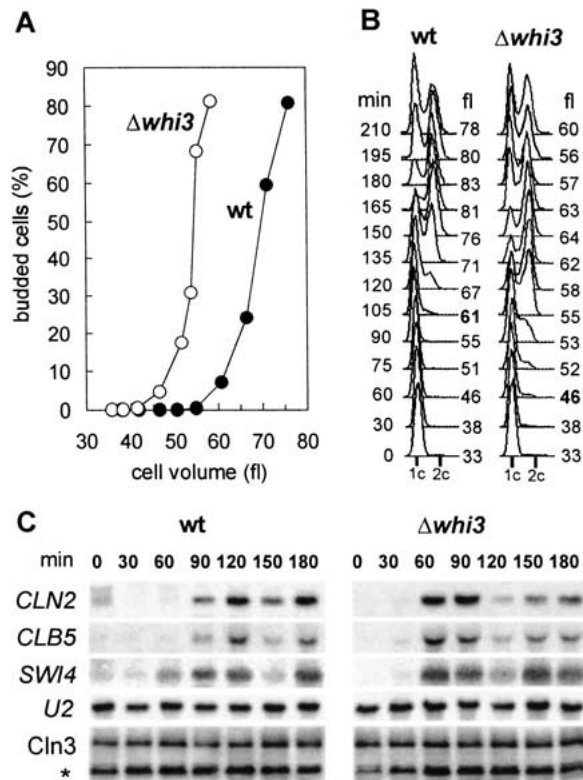 A
budded cells (%)
90
80
70
60
50
40
30
20
10
0
Δwhi3
wt
30 40 50 60 70 80
cell volume (fl)
B
wt Δwhi3
min fl fl
210 78 60
195 80 56
180 83 57
165 81 63
150 76 64
135 71 62
120 67 58
105 61 55
90 55 53
75 51 52
60 46 46
30 38 38
0 33 33
1c 2c 1c 2c
C
wt Δwhi3
min 0 30 60 90 120 150 180 0 30 60 90 120 150 180
CLN2
CLB5
SWI4
U2
Cln3
*